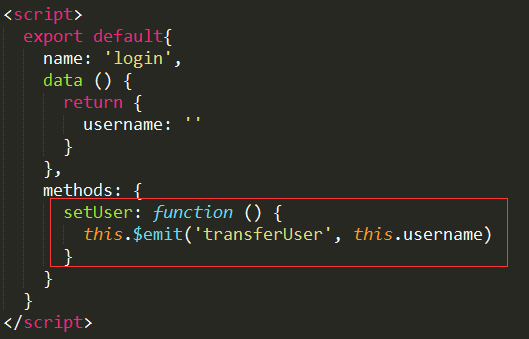 <script>
export default{
name: 'login',
data () {
return {
username: ''
}
},
methods: {
setUser: function () {
this.$emit('transferUser', this.username)
}
}
}
</script>